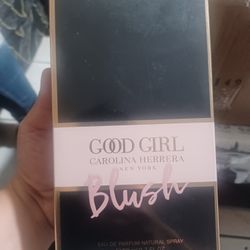 GOOD GIRL
CAROLINA HERRERA
NEW YORK
Blush
EAU DE PARFUM NATURAL SPRAY